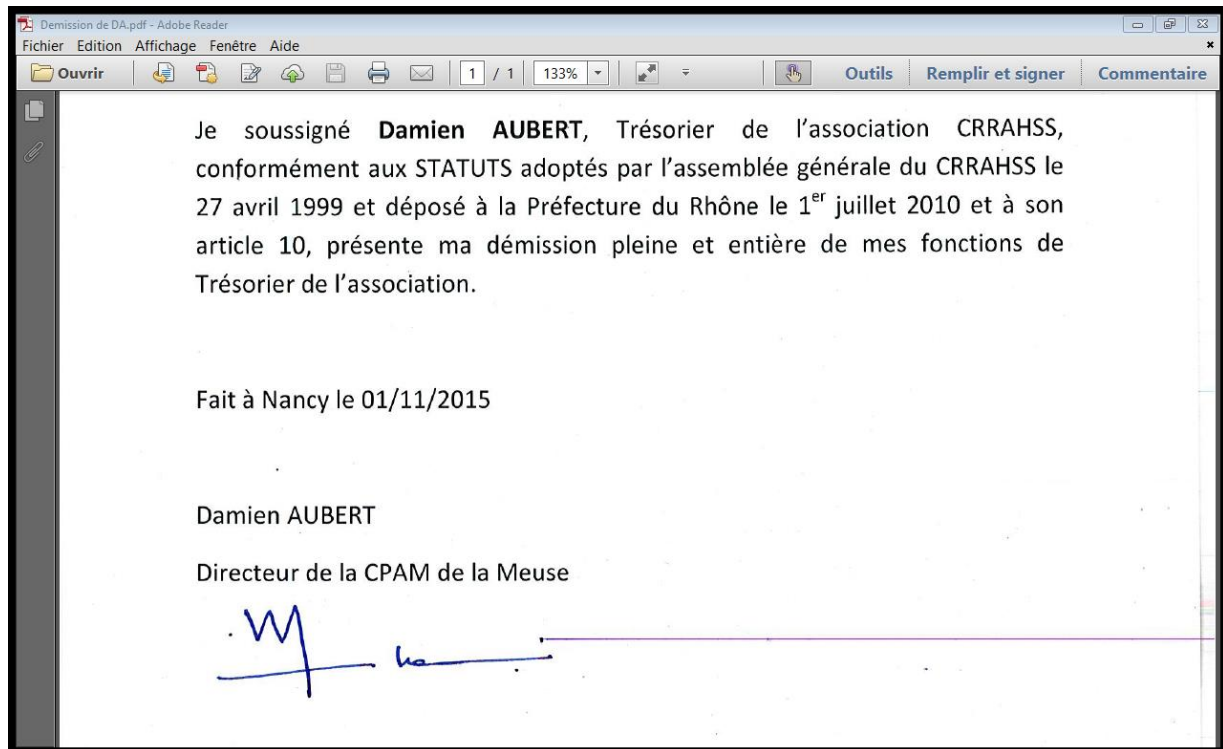 Demission de DA.pdf - Adobe Reader
Fichier Edition Affichage Fenêtre Aide
Ouvrir 1 / 1 133% Outils Remplir et signer Commentaire
Je soussigné Damien AUBERT, Trésorier de l'association CRRAHSS,
conformément aux STATUTS adoptés par l'assemblée générale du CRRAHSS le
27 avril 1999 et déposé à la Préfecture du Rhône le 1er juillet 2010 et à son
article 10, présente ma démission pleine et entière de mes fonctions de
Trésorier de l'association.
Fait à Nancy le 01/11/2015
Damien AUBERT
Directeur de la CPAM de la Meuse